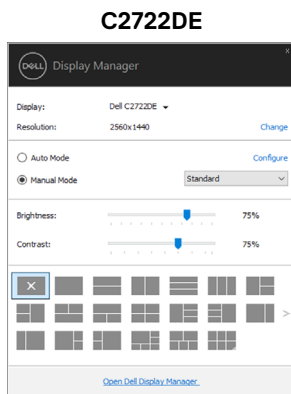 C2722DE
x
DELL Display Manager
Display: Dell C2722DE
Resolution: 2560x1440 Change
Auto Mode Configure
Manual Mode Standard
Brightness: 75%
Contrast: 75%
>
Open Dell Display Manager